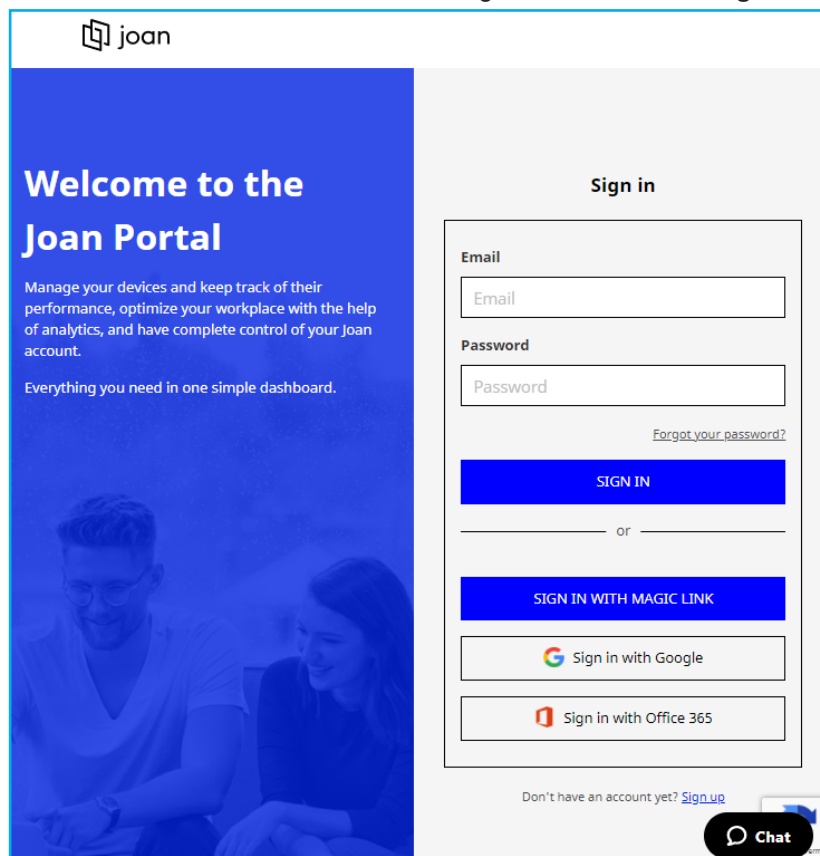 joan
Welcome to the
Joan Portal
Manage your devices and keep track of their
performance, optimize your workplace with the help
of analytics, and have complete control of your Joan
account.
Everything you need in one simple dashboard.
Sign in
Email
Email
Password
Password
Forgot your password?
SIGN IN
or
SIGN IN WITH MAGIC LINK
Sign in with Google
Sign in with Office 365
Don't have an account yet? Sign up
Chat